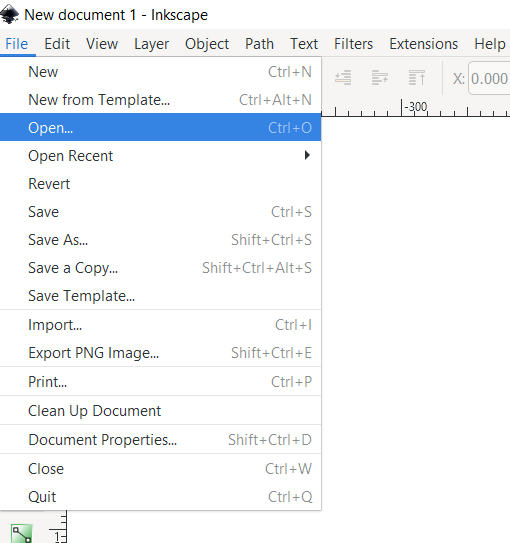 New document 1 - Inkscape
File Edit View Layer Object Path Text Filters Extensions Help
X: 0.000
-300
New Ctrl+N
New from Template... Ctrl+Alt+N
Open... Ctrl+O
Open Recent
Revert
Save Ctrl+S
Save As... Shift+Ctrl+S
Save a Copy... Shift+Ctrl+Alt+S
Save Template...
Import... Ctrl+I
Export PNG Image... Shift+Ctrl+E
Print... Ctrl+P
Clean Up Document
Document Properties... Shift+Ctrl+D
Close Ctrl+W
Quit Ctrl+Q
1